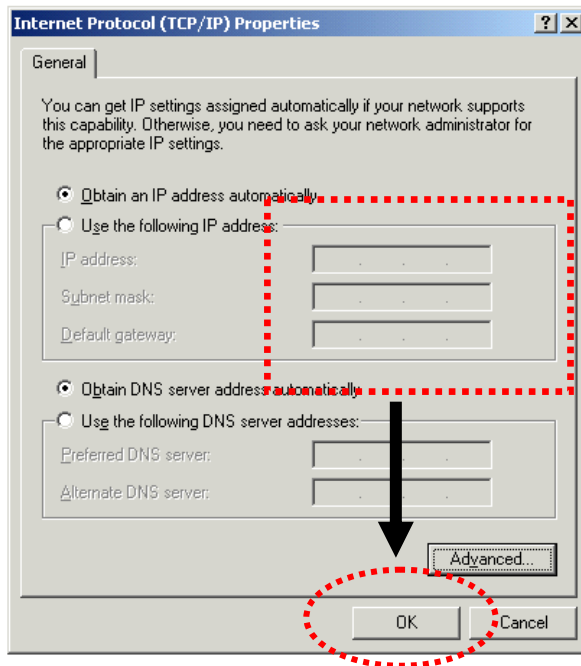 Internet Protocol (TCP/IP) Properties
General
You can get IP settings assigned automatically if your network supports
this capability. Otherwise, you need to ask your network administrator for
the appropriate IP settings.
Obtain an IP address automatically
Use the following IP address:
IP address:
Subnet mask:
Default gateway:
Obtain DNS server address automatically
Use the following DNS server addresses:
Preferred DNS server:
Alternate DNS server:
Advanced...
OK
Cancel